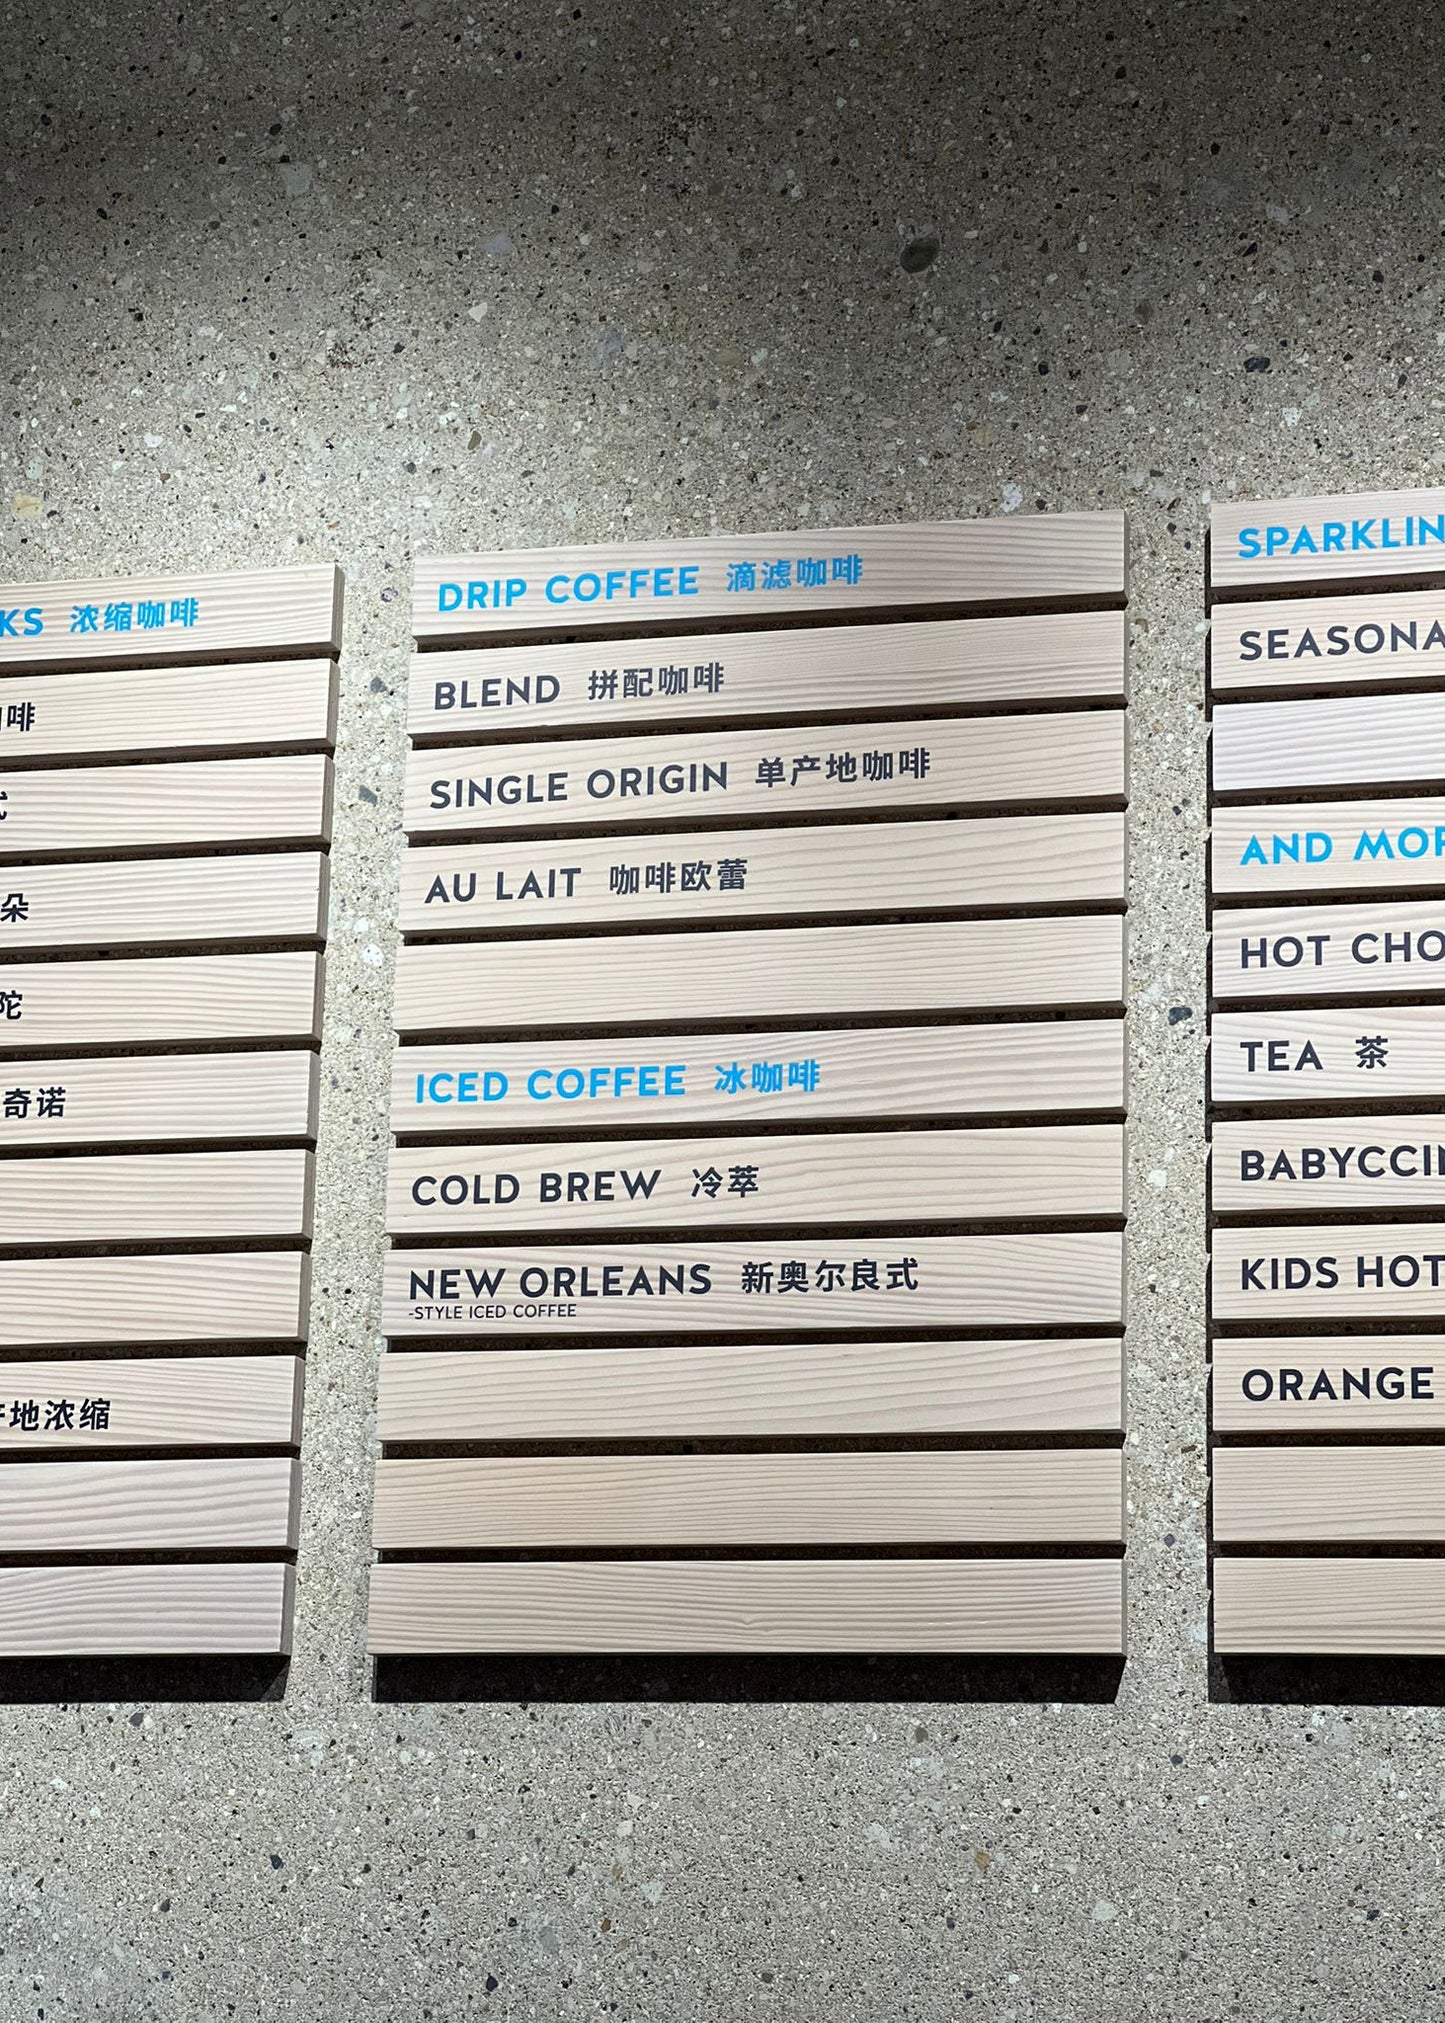 浓缩咖啡
啡
式
朵
陀
奇诺
地浓缩
DRIP COFFEE 滴滤咖啡
BLEND 拼配咖啡
SINGLE ORIGIN 单产地咖啡
AU LAIT 咖啡欧蕾
ICED COFFEE 冰咖啡
COLD BREW 冷萃
NEW ORLEANS 新奥尔良式
-STYLE ICED COFFEE
SPARKLIN
SEASONA
AND MOR
HOT CHO
TEA 茶
BABYCCIN
KIDS HOT
ORANGE